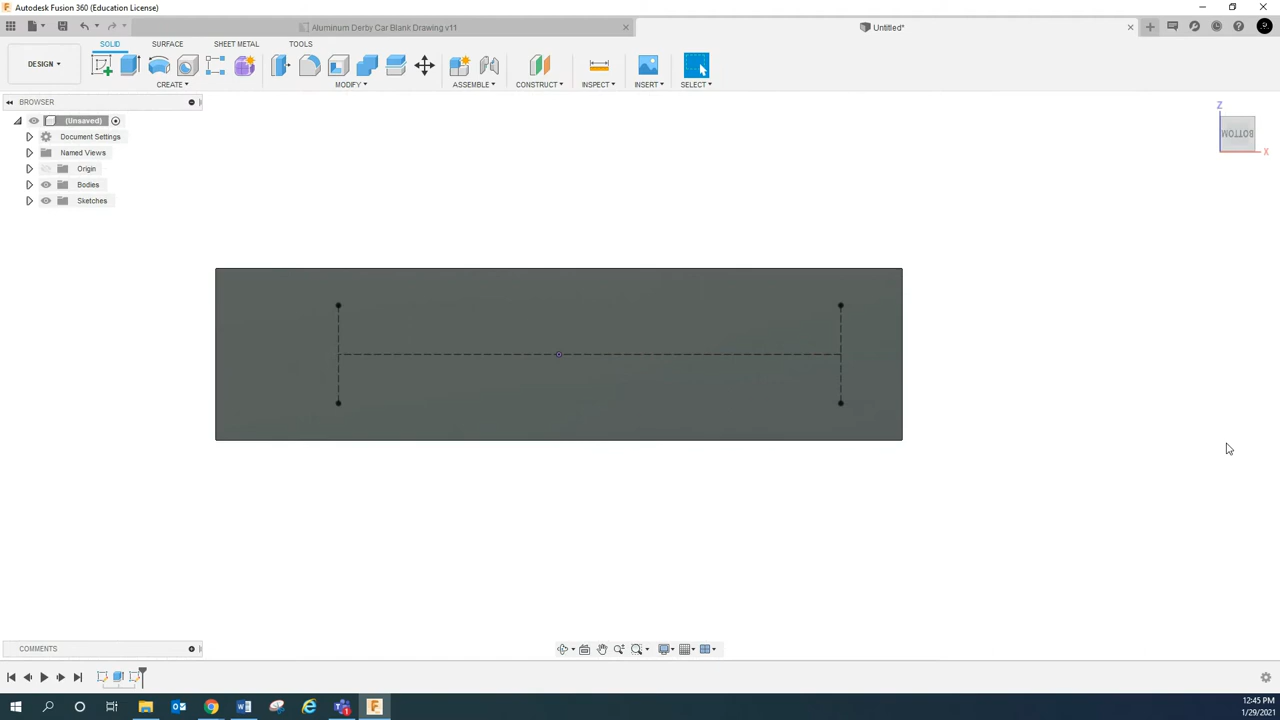 Autodesk Fusion 360 (Education License)
Aluminum Derby Car Blank Drawing v11
Untitled*
SOLID SURFACE SHEET METAL TOOLS
DESIGN
CREATE MODIFY ASSEMBLE CONSTRUCT INSPECT INSERT SELECT
BROWSER
(Unsaved)
Document Settings
Named Views
Origin
Bodies
Sketches
Z
BOTTOM
X
COMMENTS
12:45 PM
1/29/2021